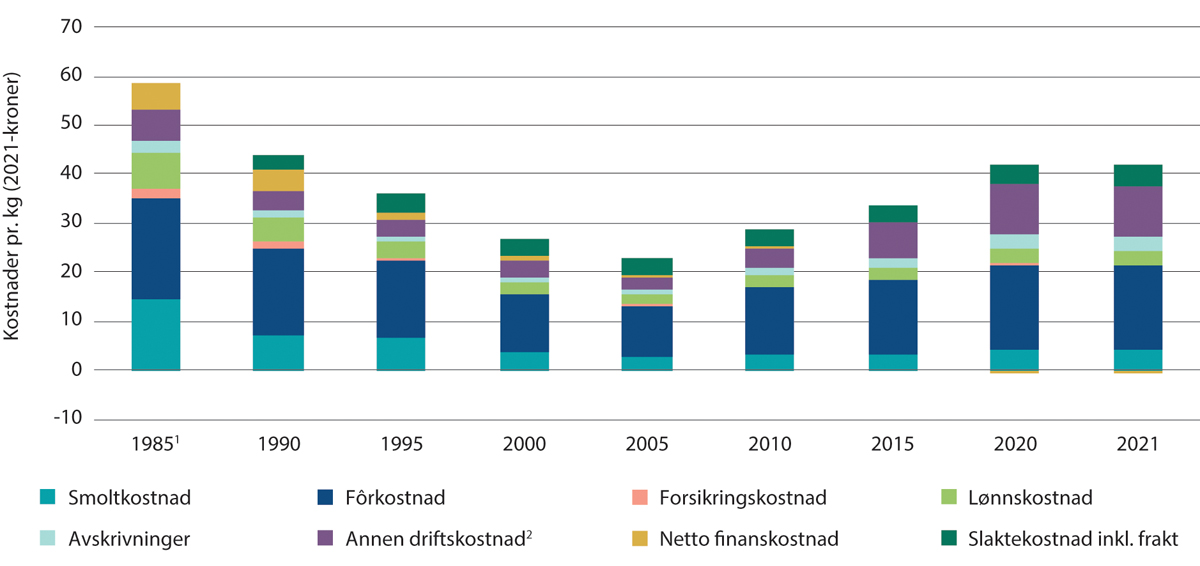 Kostnader pr. kg (2021-kroner)
70
60
50
40
30
20
10
0
-10
1985¹ 1990 1995 2000 2005 2010 2015 2020 2021
Smoltkostnad Fôrkostnad Forsikringskostnad Lønnskostnad
Avskrivninger Annen driftskostnad² Netto finanskostnad Slaktekostnad inkl. frakt